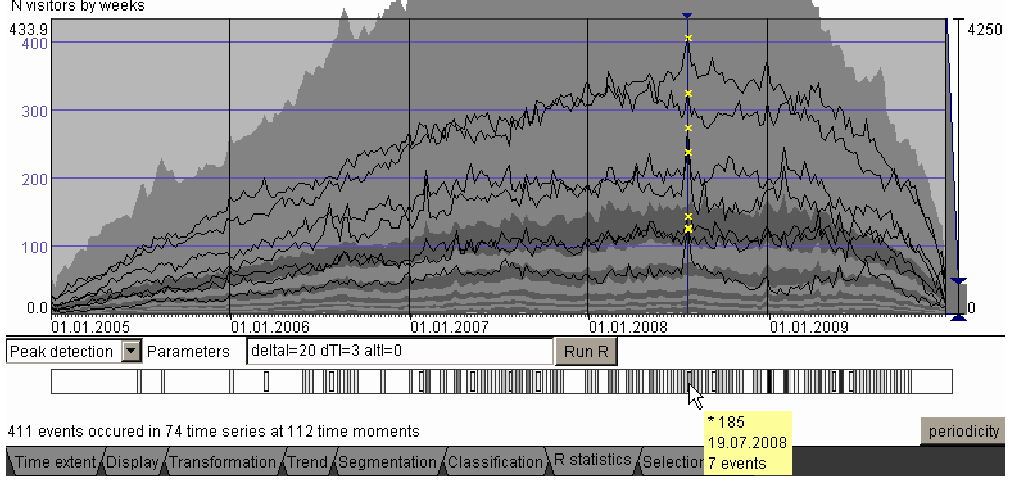 N visitors by weeks
433.9
4250
400
300
200
100
0.0
0
01.01.2005 01.01.2006 01.01.2007 01.01.2008 01.01.2009
Peak detection Parameters deltaI=20 dTI=3 altI=0 Run R
411 events occured in 74 time series at 112 time moments
* 185
19.07.2008
7 events
periodicity
Time extent Display Transformation Trend Segmentation Classification R statistics Selection